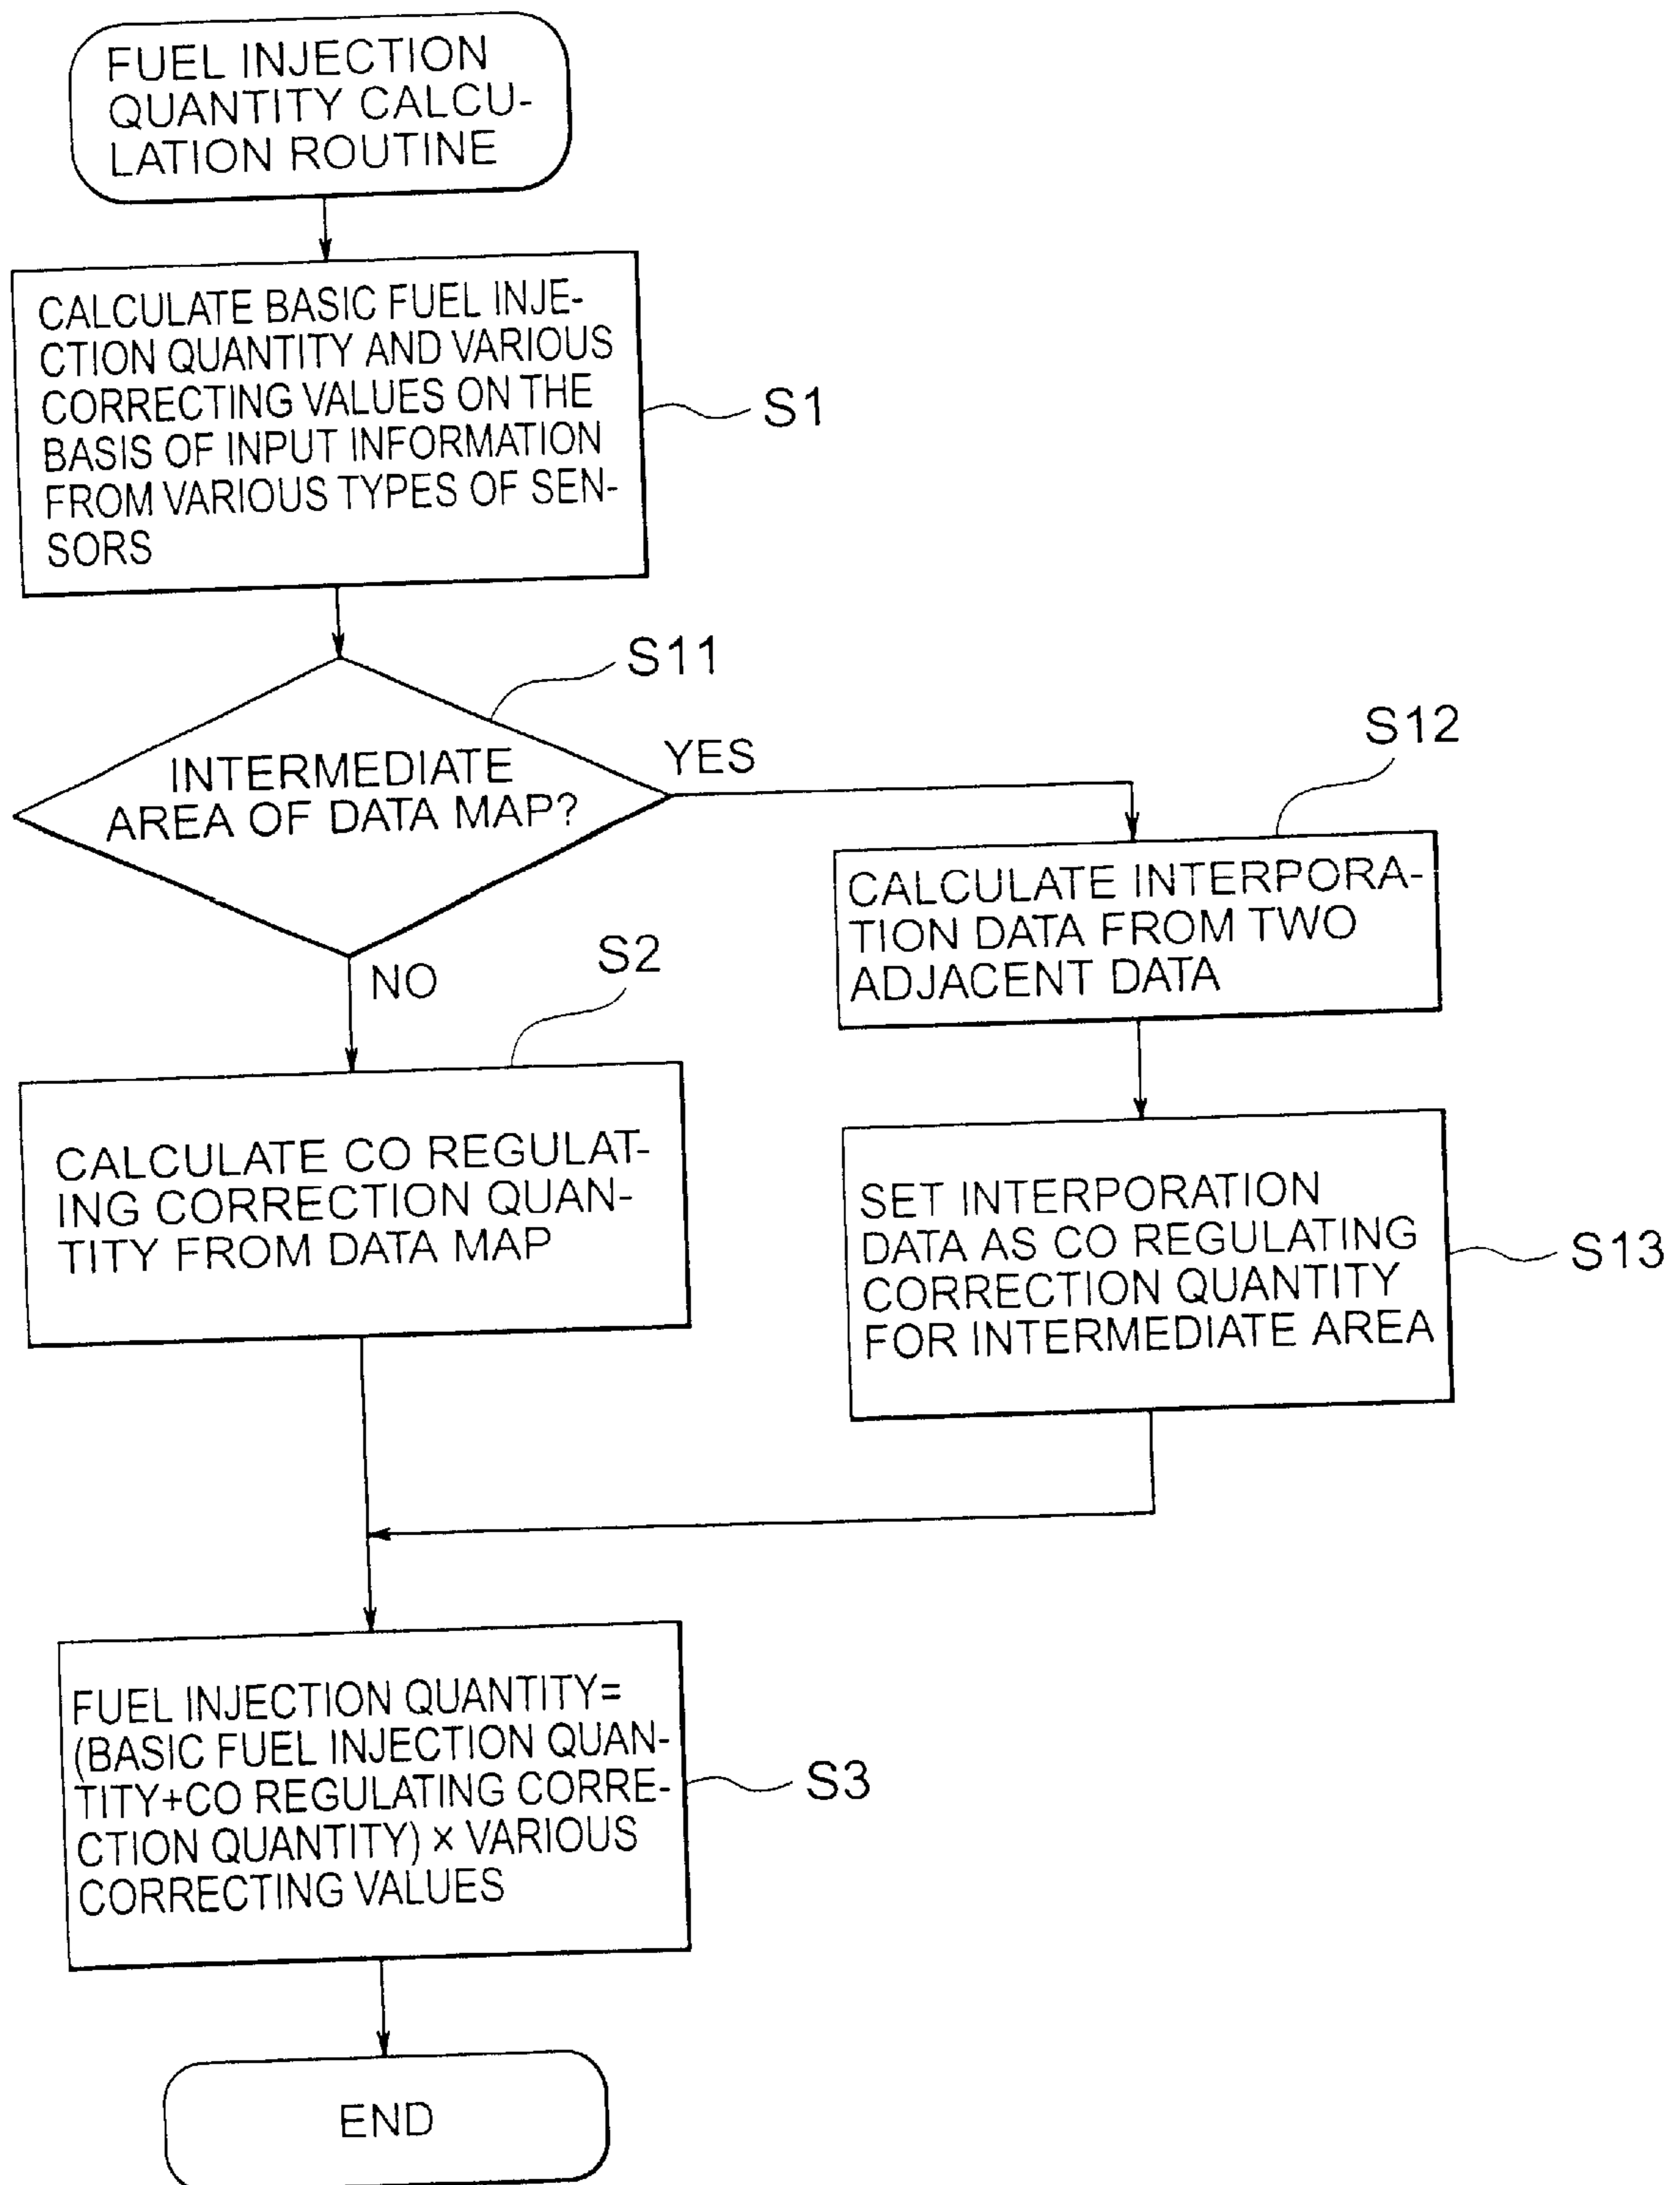 FUEL INJECTION
QUANTITY CALCU-
LATION ROUTINE
CALCULATE BASIC FUEL INJE-
CTION QUANTITY AND VARIOUS
CORRECTING VALUES ON THE
BASIS OF INPUT INFORMATION
FROM VARIOUS TYPES OF SEN-
SORS
S1
S11
INTERMEDIATE
AREA OF DATA MAP?
YES
NO
S12
CALCULATE INTERPORA-
TION DATA FROM TWO
ADJACENT DATA
S2
CALCULATE CO REGULAT-
ING CORRECTION QUAN-
TITY FROM DATA MAP
SET INTERPORATION
DATA AS CO REGULATING
CORRECTION QUANTITY
FOR INTERMEDIATE AREA
S13
FUEL INJECTION QUANTITY=
(BASIC FUEL INJECTION QUAN-
TITY+CO REGULATING CORRE-
CTION QUANTITY) × VARIOUS
CORRECTING VALUES
S3
END